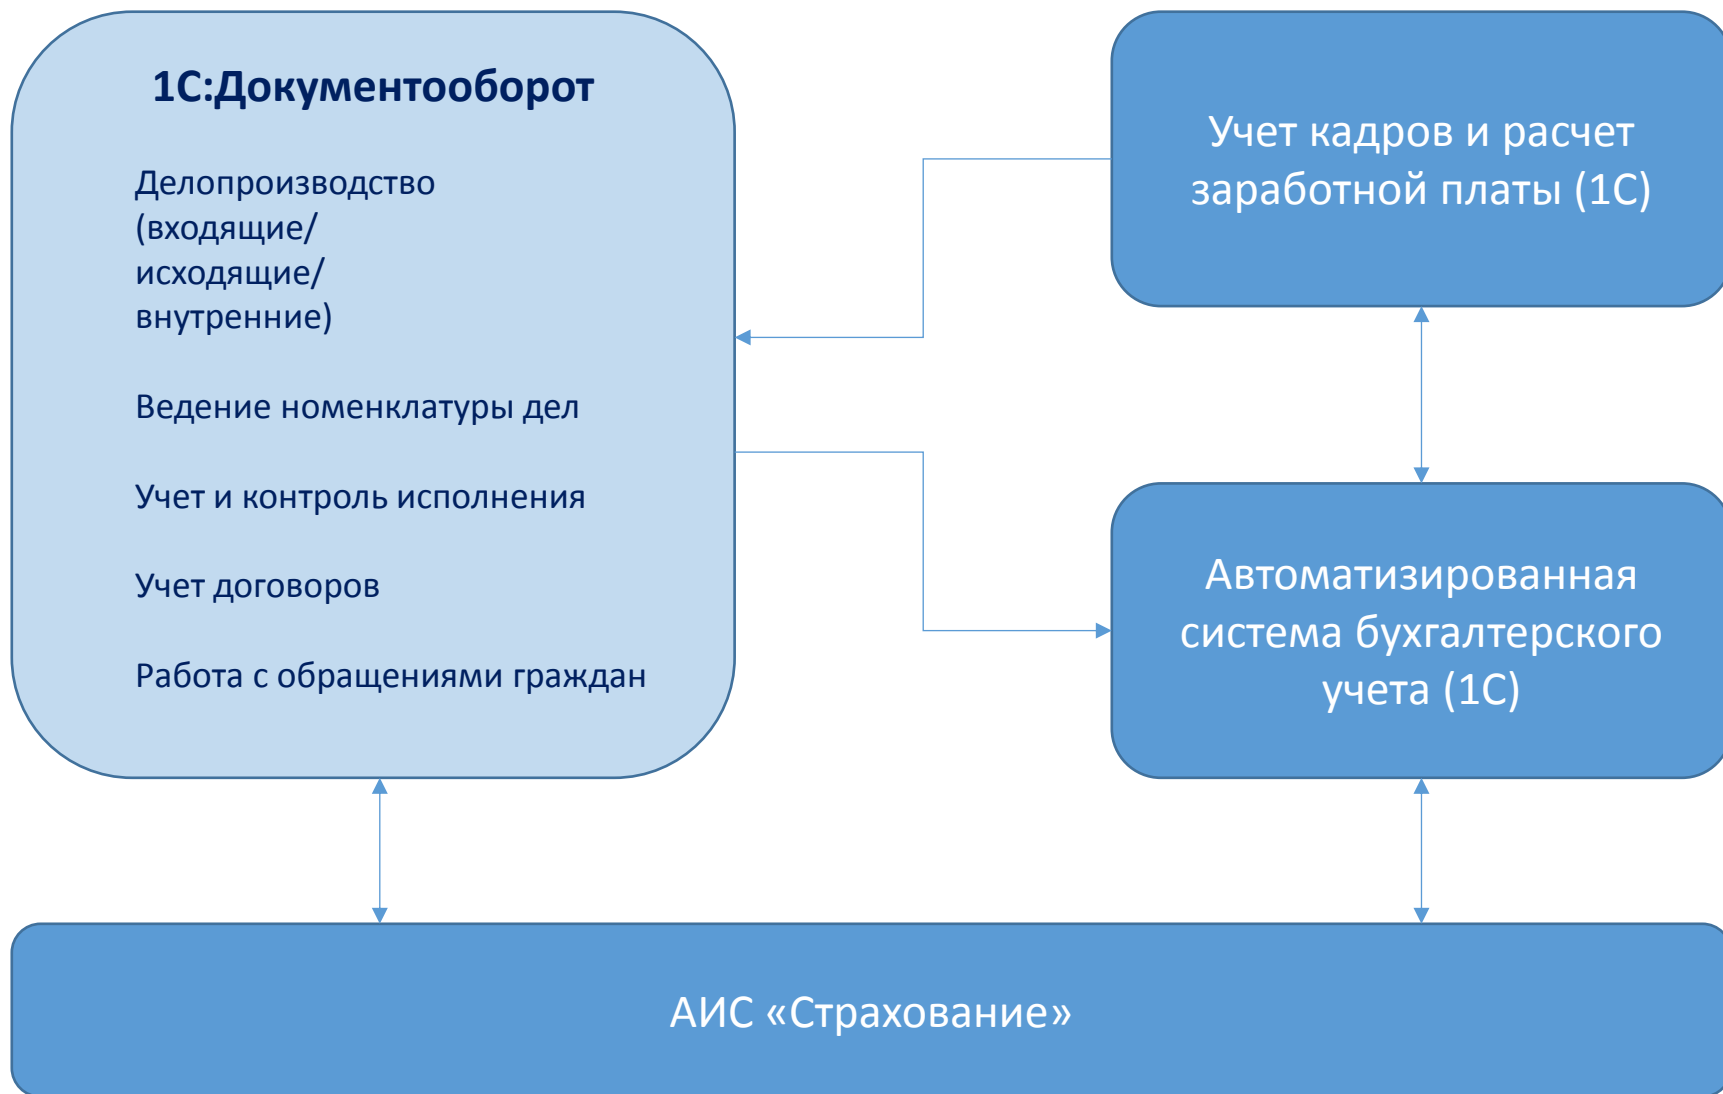 1С:Документооборот
Делопроизводство
(входящие/
исходящие/
внутренние)
Ведение номенклатуры дел
Учет и контроль исполнения
Учет договоров
Работа с обращениями граждан
Учет кадров и расчет
заработной платы (1С)
Автоматизированная
система бухгалтерского
учета (1С)
АИС «Страхование»